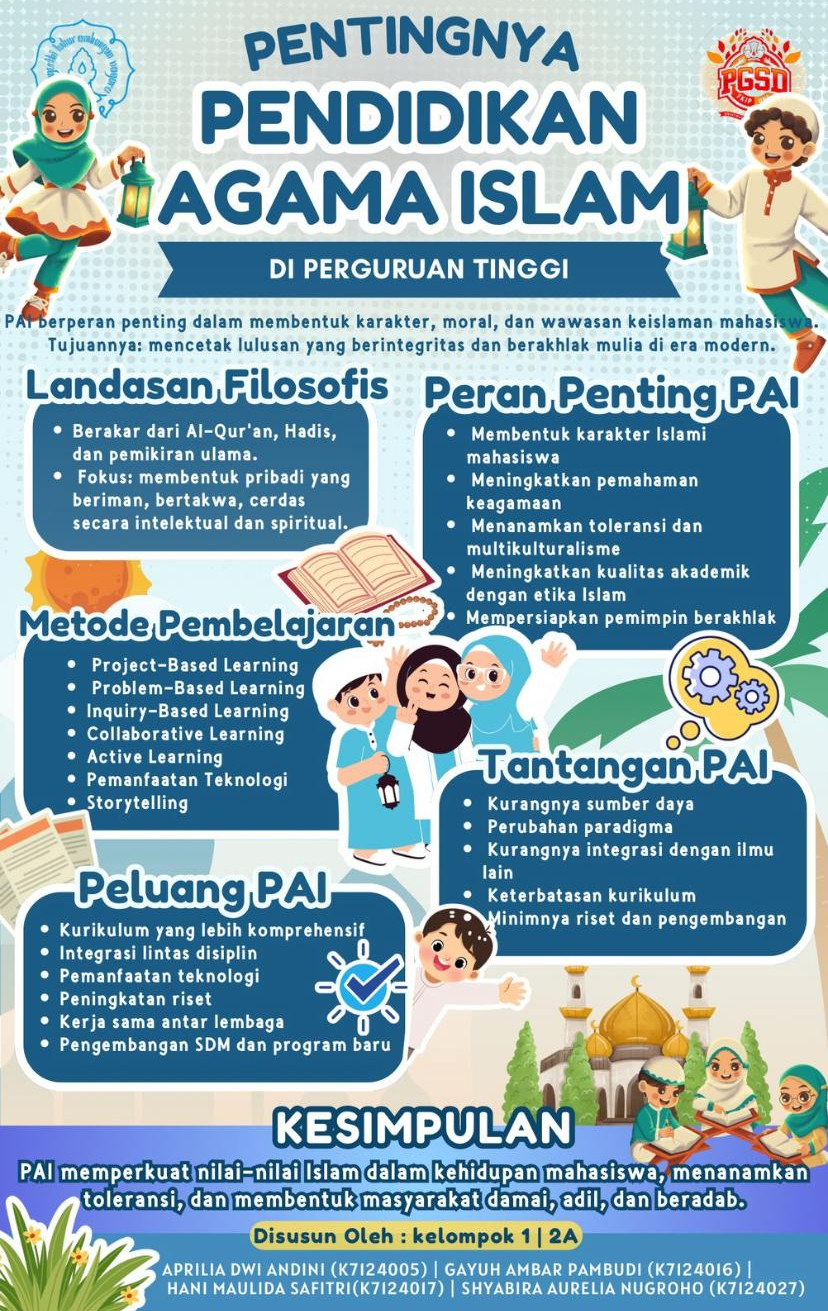 PENTINGNYA
PENDIDIKAN
AGAMA ISLAM
DI PERGURUAN TINGGI
PGSD
PAI berperan penting dalam membentuk karakter, moral, dan wawasan keislaman mahasiswa.
Tujuannya: mencetak lulusan yang berintegritas dan berakhlak mulia di era modern.
Landasan Filosofis
• Berakar dari Al-Qur'an, Hadis,
dan pemikiran ulama.
• Fokus: membentuk pribadi yang
beriman, bertakwa, cerdas
secara intelektual dan spiritual.
Peran Penting PAI
• Membentuk karakter Islami
mahasiswa
• Meningkatkan pemahaman
keagamaan
• Menanamkan toleransi dan
multikulturalisme
• Meningkatkan kualitas akademik
dengan etika Islam
• Mempersiapkan pemimpin berakhlak
Metode Pembelajaran
• Project-Based Learning
• Problem-Based Learning
• Inquiry-Based Learning
• Collaborative Learning
• Active Learning
• Pemanfaatan Teknologi
• Storytelling
Tantangan PAI
• Kurangnya sumber daya
• Perubahan paradigma
• Kurangnya integrasi dengan ilmu
lain
• Keterbatasan kurikulum
• Minimnya riset dan pengembangan
Peluang PAI
• Kurikulum yang lebih komprehensif
• Integrasi lintas disiplin
• Pemanfaatan teknologi
• Peningkatan riset
• Kerja sama antar lembaga
• Pengembangan SDM dan program baru
KESIMPULAN
PAI memperkuat nilai-nilai Islam dalam kehidupan mahasiswa, menanamkan
toleransi, dan membentuk masyarakat damai, adil, dan beradab.
Disusun Oleh : kelompok 1 | 2A
APRILIA DWI ANDINI (K7124005) | GAYUH AMBAR PAMBUDI (K7124016) |
HANI MAULIDA SAFITRI(K7124017) | SHYABIRA AURELIA NUGROHO (K7124027)